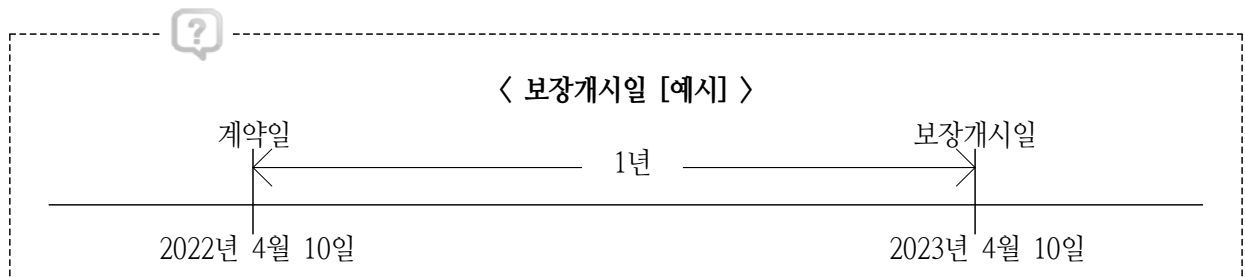 ?
〈 보장개시일 [예시] 〉
계약일 보장개시일
1년
2022년 4월 10일 2023년 4월 10일